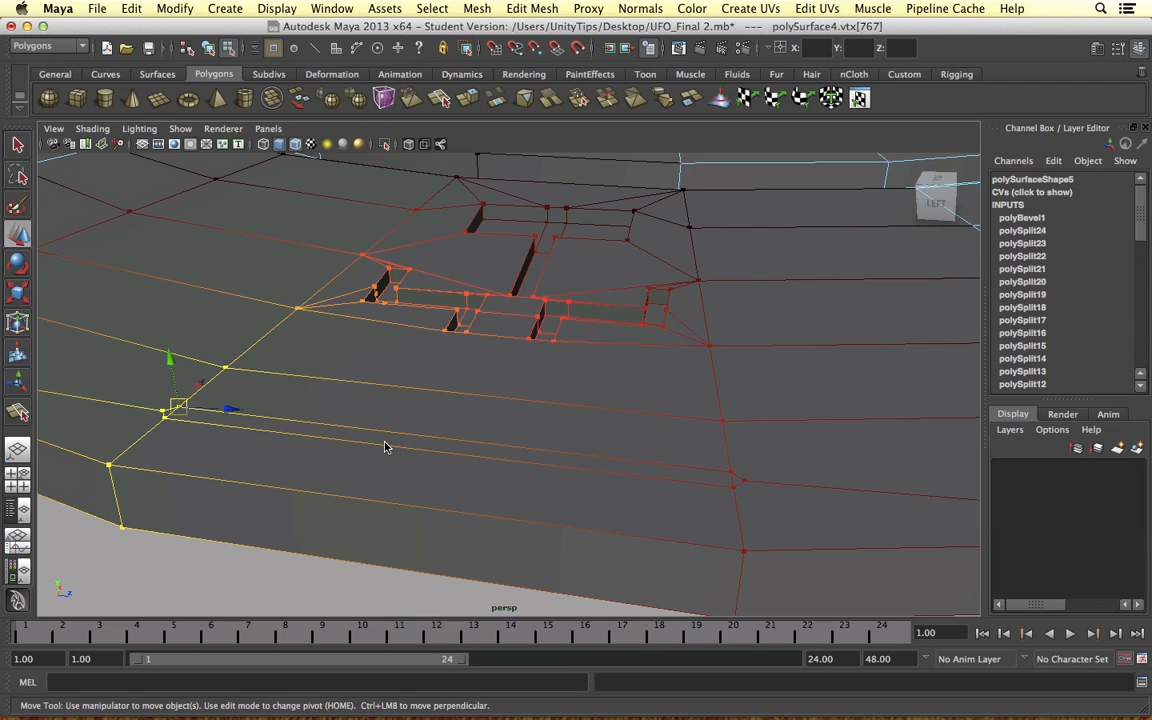 Maya File Edit Modify Create Display Window Assets Select Mesh Edit Mesh Proxy Normals Color Create UVs Edit UVs Muscle Pipeline Cache Help
Autodesk Maya 2013 x64 - Student Version: /Users/UnityTips/Desktop/UFO_Final 2.mb* --- polySurface4.vtx[767]
Polygons X: Y: Z:
General Curves Surfaces Polygons Subdivs Deformation Animation Dynamics Rendering PaintEffects Toon Muscle Fluids Fur Hair nCloth Custom Rigging
View Shading Lighting Show Renderer Panels
Channel Box / Layer Editor
Channels Edit Object Show
polySurfaceShape5
CVs (click to show)
INPUTS
polyBevel1
polySplit24
polySplit23
polySplit22
polySplit21
polySplit20
polySplit19
polySplit18
polySplit17
polySplit16
polySplit15
polySplit14
polySplit13
polySplit12
LEFT
Display Render Anim
Layers Options Help
persp
1 2 3 4 5 6 7 8 9 10 11 12 13 14 15 16 17 18 19 20 21 22 23 24 1.00
1.00 1.00 1 24 24.00 48.00 No Anim Layer No Character Set
MEL
Move Tool: Use manipulator to move object(s). Use edit mode to change pivot (HOME). Ctrl+LMB to move perpendicular.